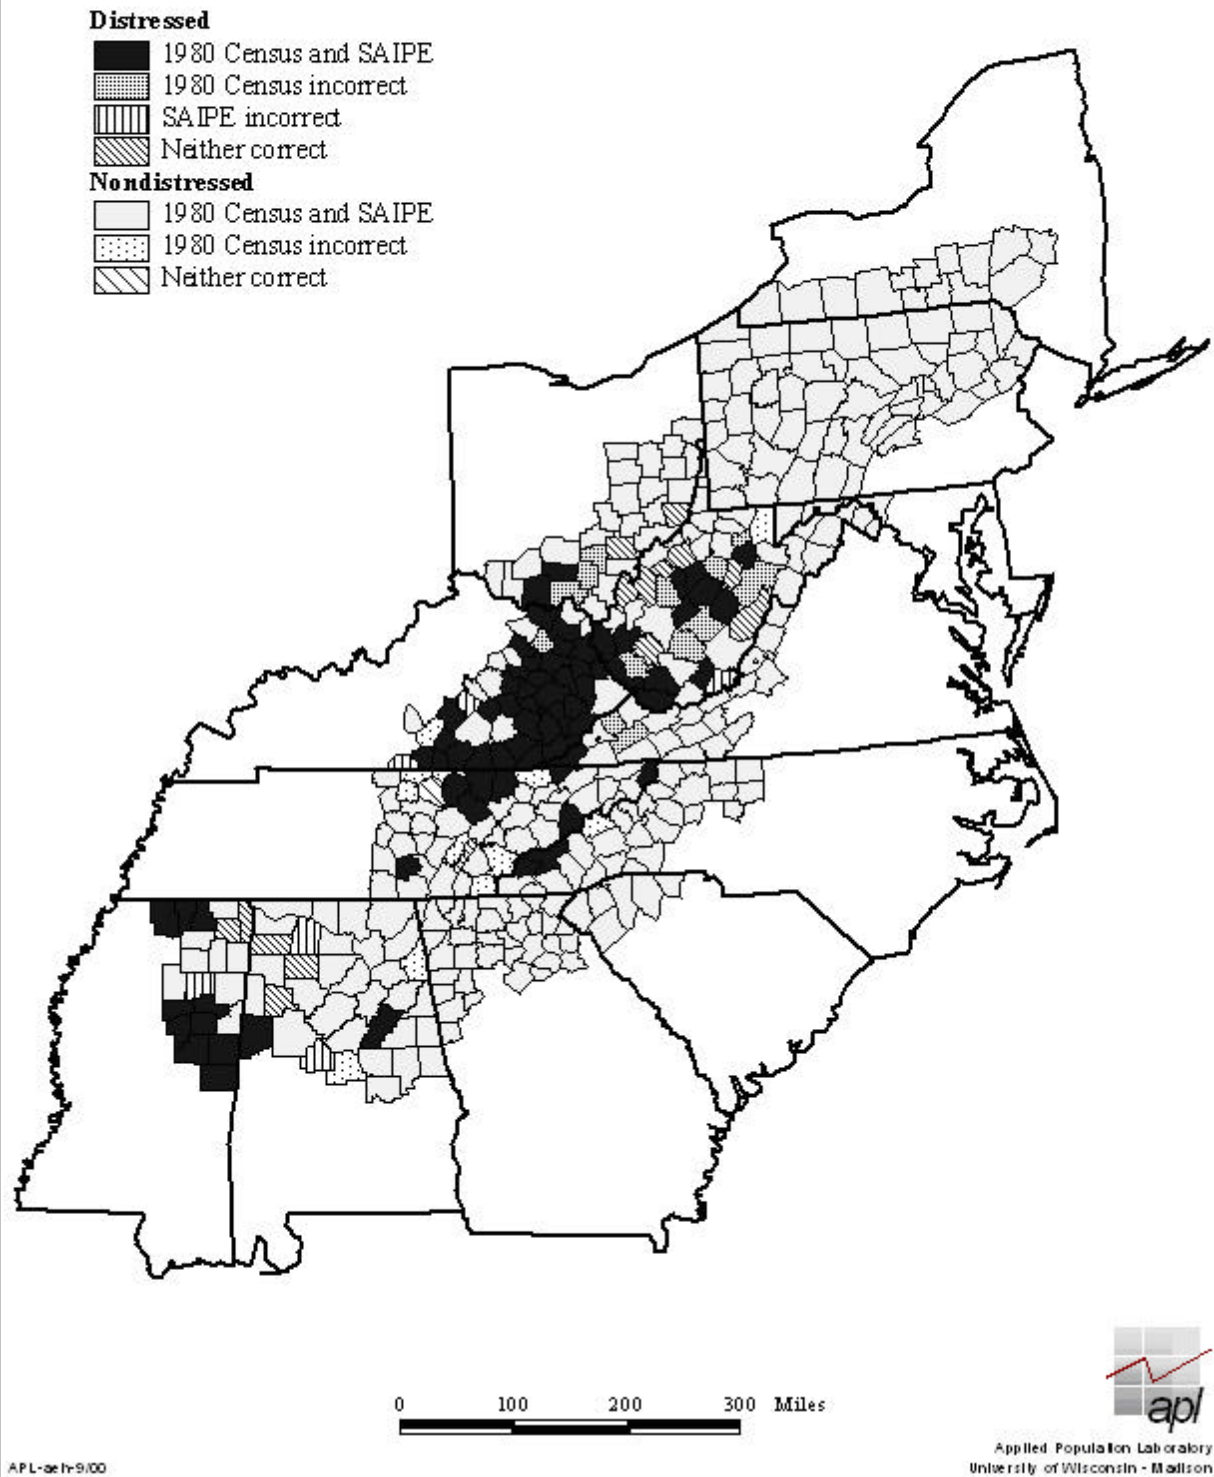 Distressed
1980 Census and SAIPE
1980 Census incorrect
SAIPE incorrect
Neither correct
Nondistressed
1980 Census and SAIPE
1980 Census incorrect
Neither correct
0 100 200 300 Miles
apl
Applied Population Laboratory
University of Wisconsin - Madison
APL-aeh-9/00